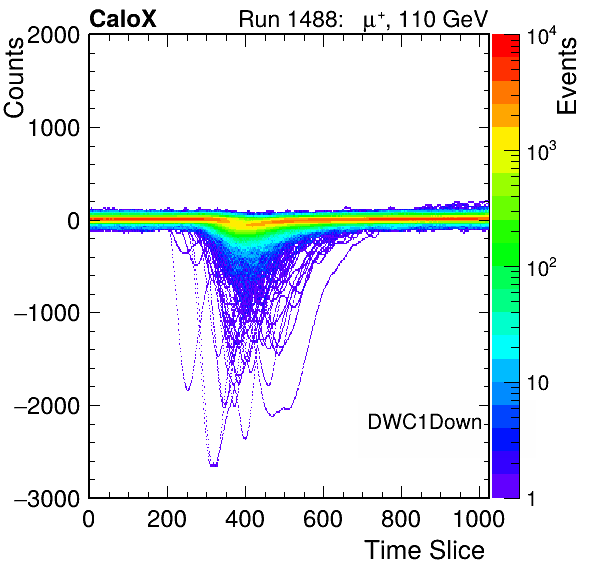 CaloX Run 1488: μ⁺, 110 GeV
Counts
2000
1000
0
−1000
−2000
−3000
0 200 400 600 800 1000
Time Slice
DWC1Down
Events
10⁴
10³
10²
10
1